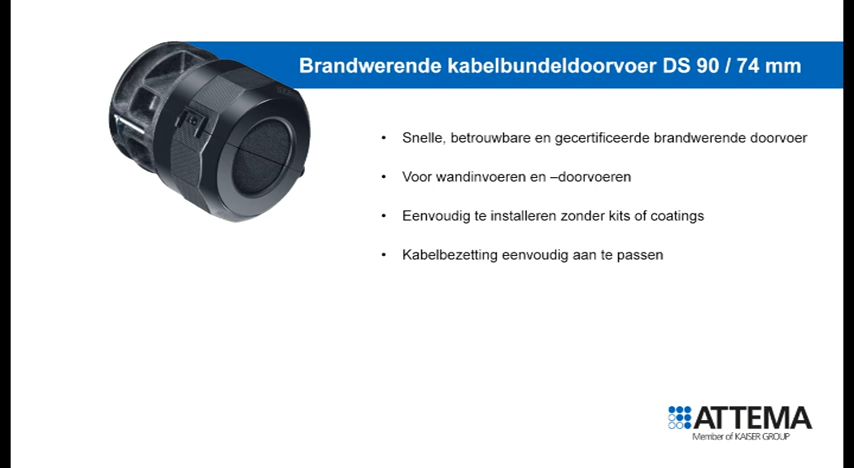 Brandwerende kabelbundeldoorvoer DS 90 / 74 mm
• Snelle, betrouwbare en gecertificeerde brandwerende doorvoer
• Voor wandinvoeren en –doorvoeren
• Eenvoudig te installeren zonder kits of coatings
• Kabelbezetting eenvoudig aan te passen
ATTEMA
Member of KAISER GROUP